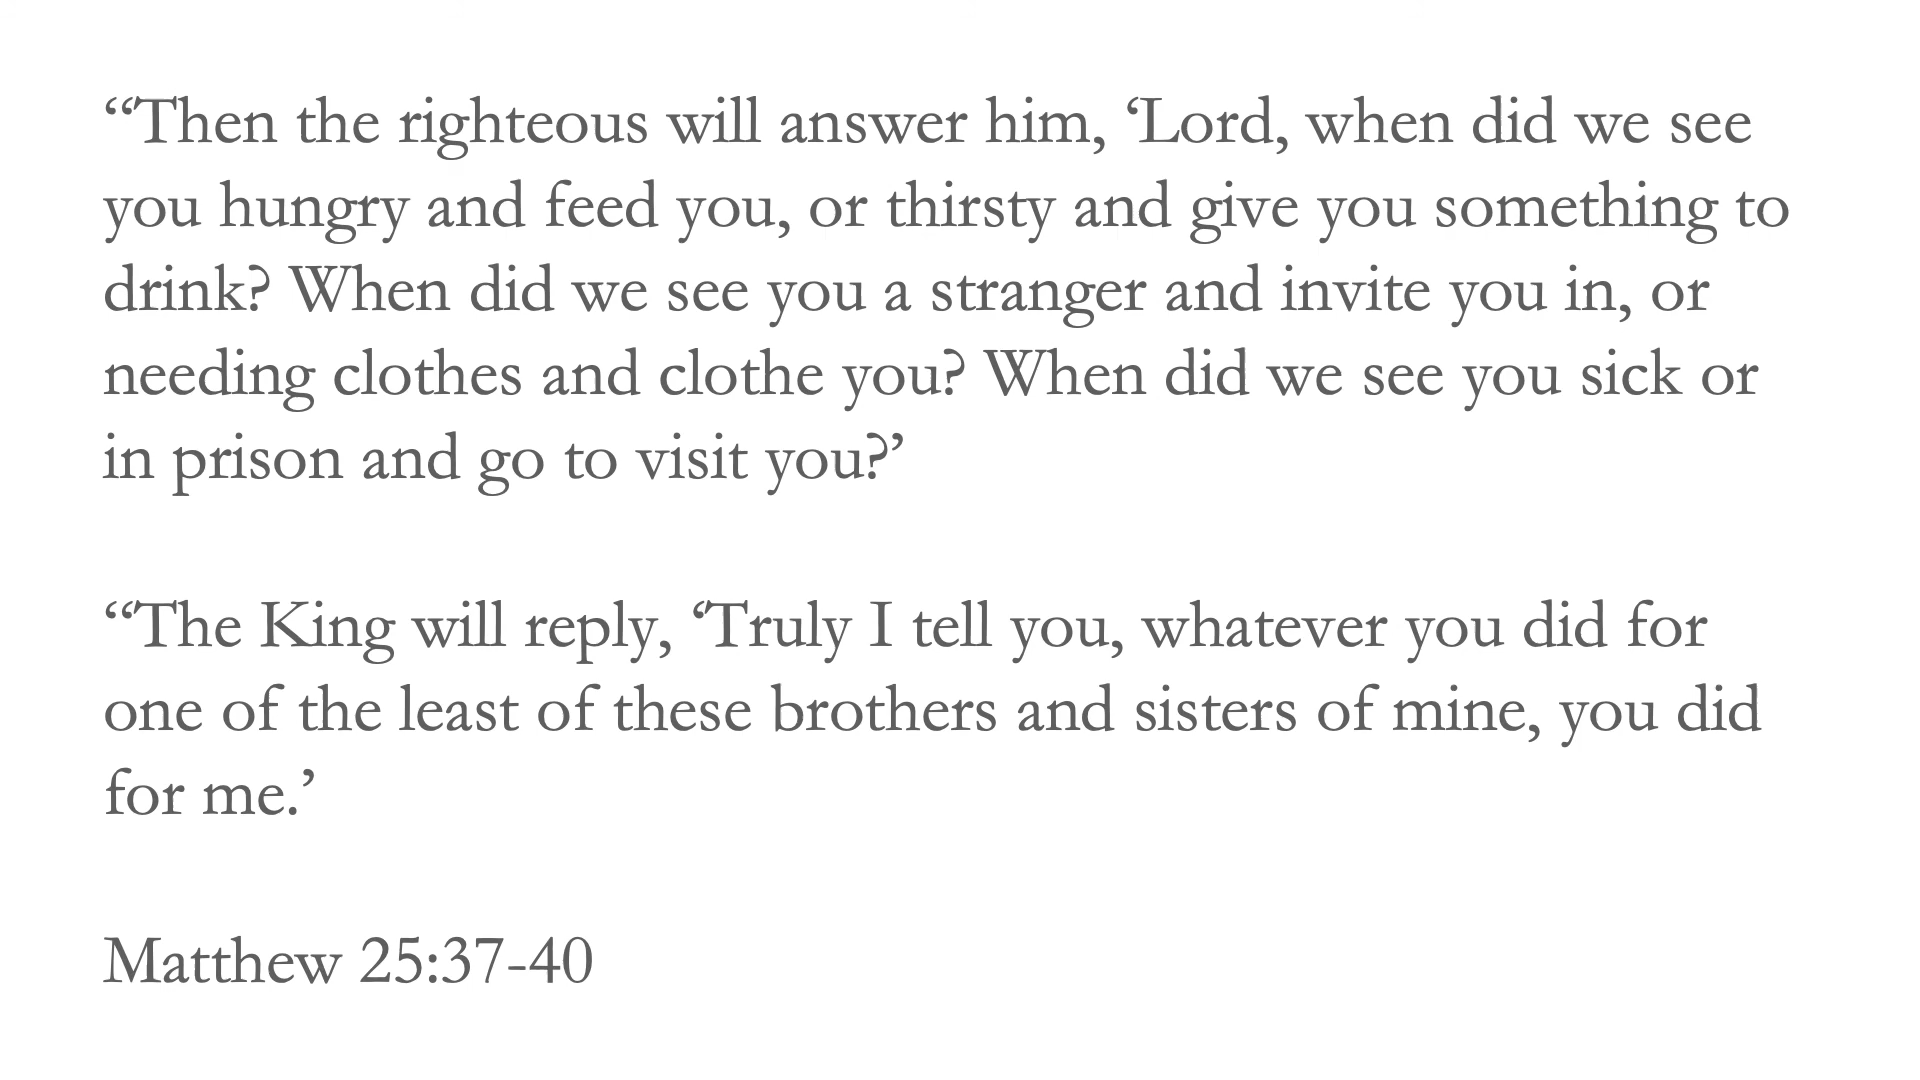 “Then the righteous will answer him, ‘Lord, when did we see
you hungry and feed you, or thirsty and give you something to
drink? When did we see you a stranger and invite you in, or
needing clothes and clothe you? When did we see you sick or
in prison and go to visit you?’
“The King will reply, ‘Truly I tell you, whatever you did for
one of the least of these brothers and sisters of mine, you did
for me.’
Matthew 25:37-40